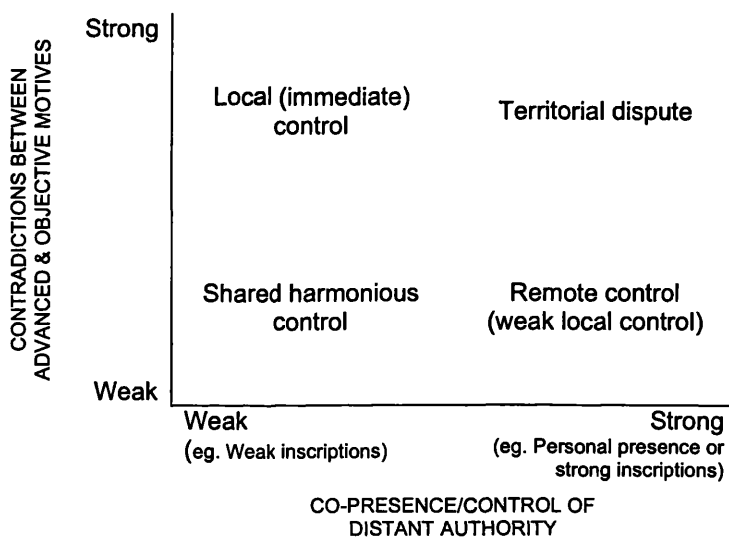 CONTRADICTIONS BETWEEN
ADVANCED & OBJECTIVE MOTIVES
Strong
Local (immediate)
control
Territorial dispute
Shared harmonious
control
Remote control
(weak local control)
Weak
Weak
(eg. Weak inscriptions)
Strong
(eg. Personal presence or
strong inscriptions)
CO-PRESENCE/CONTROL OF
DISTANT AUTHORITY